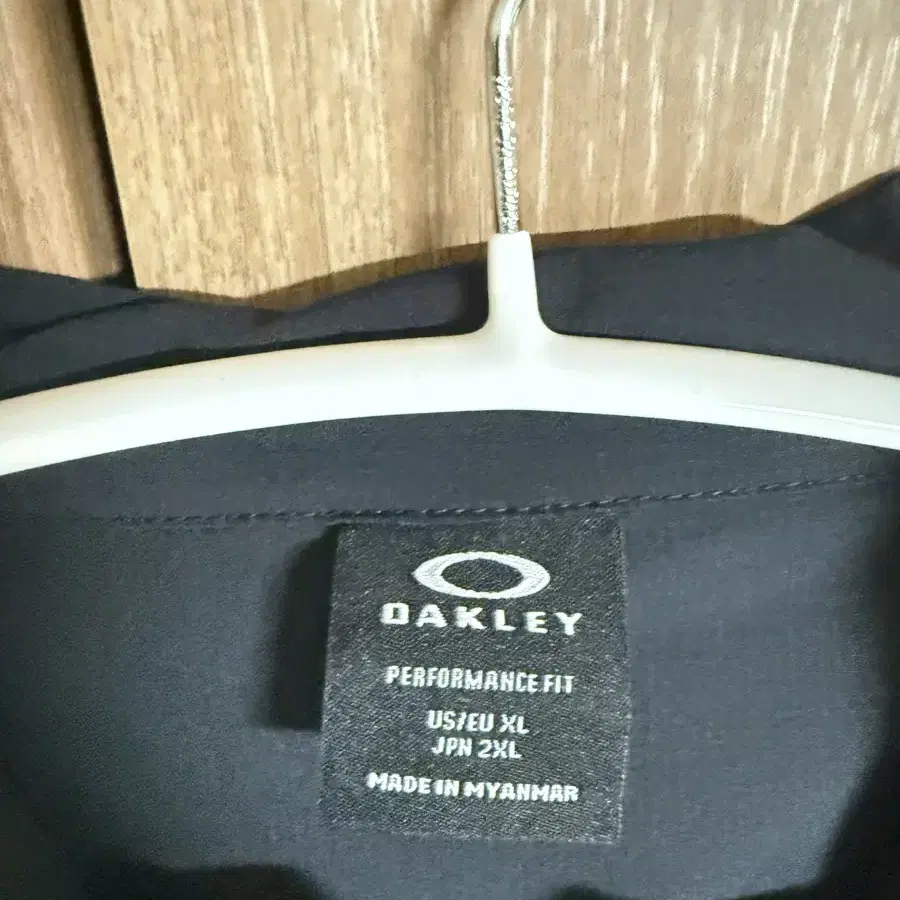 OAKLEY
PERFORMANCE FIT
US/EU XL
JPN 2XL
MADE IN MYANMAR